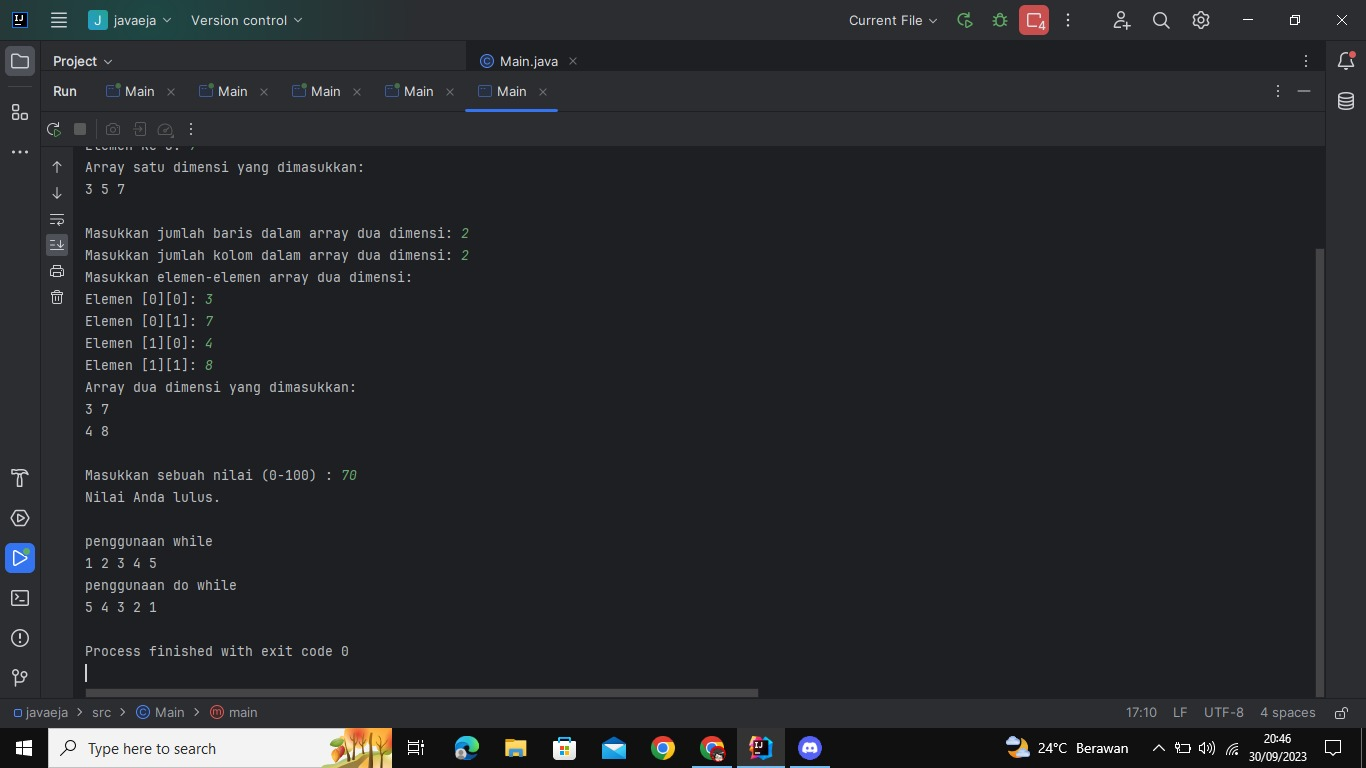 J javaeja Version control Current File 4
Project Main.java
Run Main Main Main Main Main
Array satu dimensi yang dimasukkan:
3 5 7
Masukkan jumlah baris dalam array dua dimensi: 2
Masukkan jumlah kolom dalam array dua dimensi: 2
Masukkan elemen-elemen array dua dimensi:
Elemen [0][0]: 3
Elemen [0][1]: 7
Elemen [1][0]: 4
Elemen [1][1]: 8
Array dua dimensi yang dimasukkan:
3 7
4 8
Masukkan sebuah nilai (0-100) : 70
Nilai Anda lulus.
penggunaan while
1 2 3 4 5
penggunaan do while
5 4 3 2 1
Process finished with exit code 0
javaeja > src > Main > main 17:10 LF UTF-8 4 spaces
Type here to search 24°C Berawan 20:46
30/09/2023